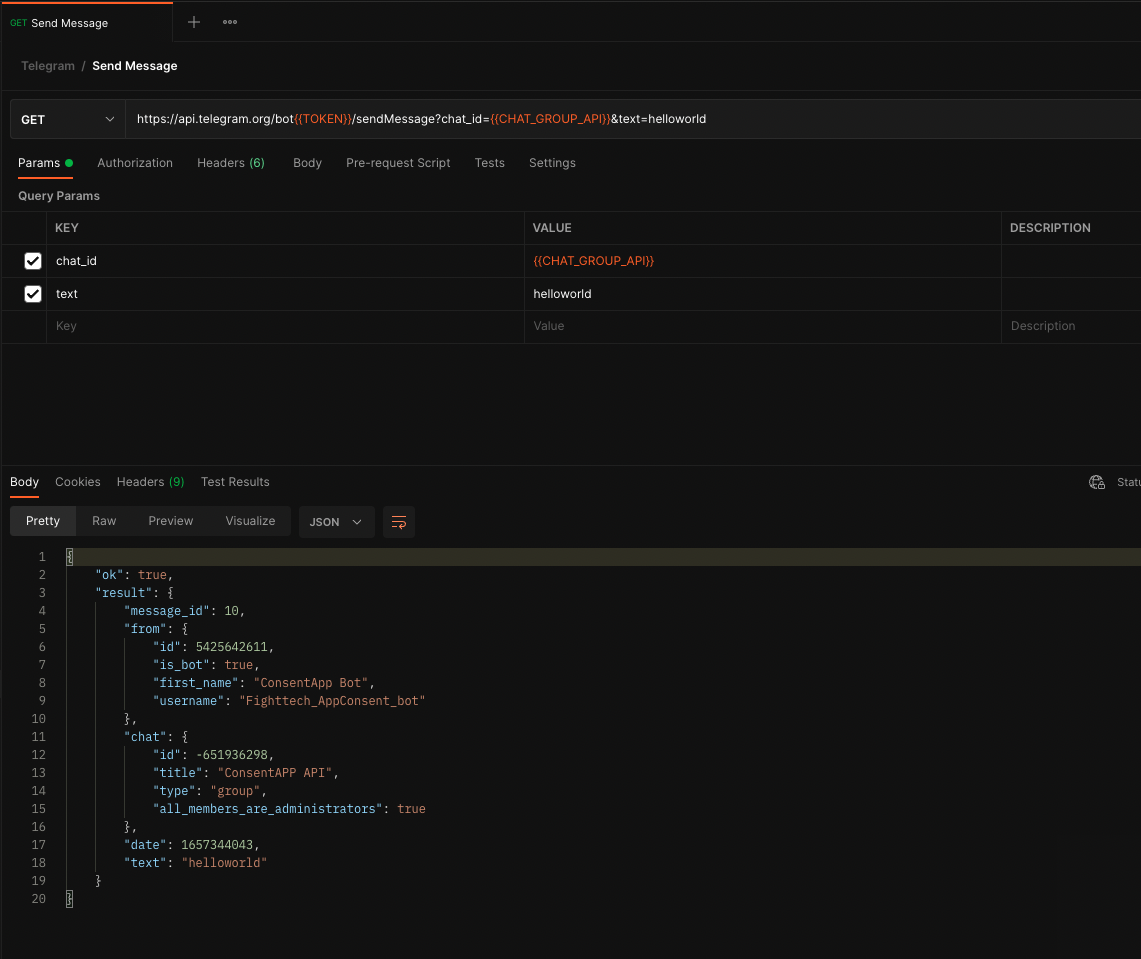 GET Send Message
Telegram / Send Message
GET https://api.telegram.org/bot{{TOKEN}}/sendMessage?chat_id={{CHAT_GROUP_API}}&text=helloworld
Params Authorization Headers (6) Body Pre-request Script Tests Settings
Query Params
KEY VALUE DESCRIPTION
chat_id {{CHAT_GROUP_API}}
text helloworld
Key Value Description
Body Cookies Headers (9) Test Results
Pretty Raw Preview Visualize JSON
1 {
2 "ok": true,
3 "result": {
4 "message_id": 10,
5 "from": {
6 "id": 5425642611,
7 "is_bot": true,
8 "first_name": "ConsentApp Bot",
9 "username": "Fighttech_AppConsent_bot"
10 },
11 "chat": {
12 "id": -651936298,
13 "title": "ConsentAPP API",
14 "type": "group",
15 "all_members_are_administrators": true
16 },
17 "date": 1657344043,
18 "text": "helloworld"
19 }
20 }